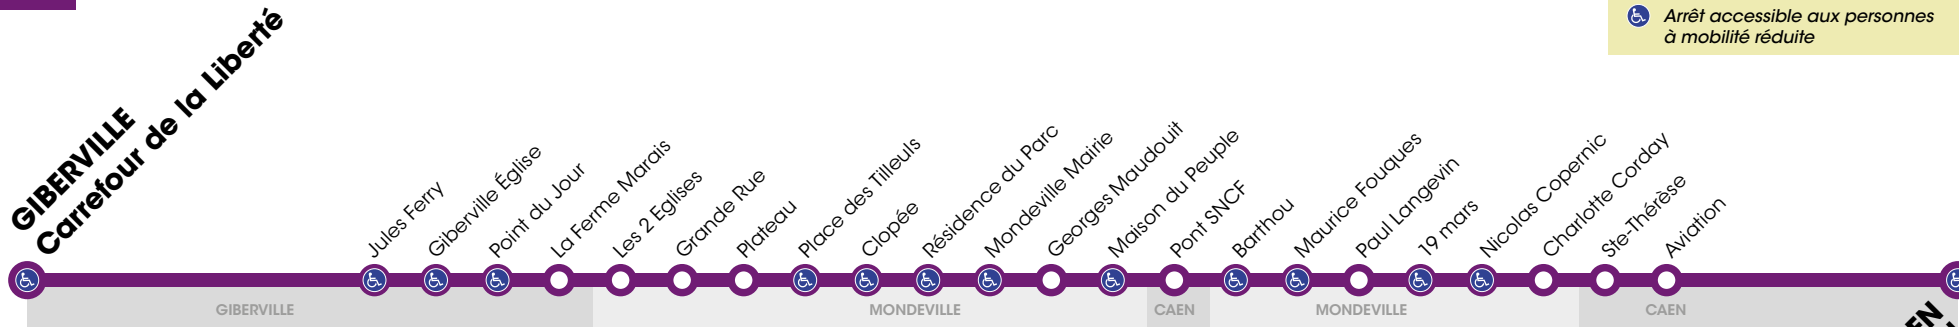 Arrêt accessible aux personnes
à mobilité réduite
GIBERVILLE
Carrefour de la Liberté
Jules Ferry
Giberville Église
Point du Jour
La Ferme Marais
Les 2 Eglises
Grande Rue
Plateau
Place des Tilleuls
Clopée
Résidence du Parc
Mondeville Mairie
Georges Maudouit
Maison du Peuple
Pont SNCF
Barthou
Maurice Fouques
Paul Langevin
19 mars
Nicolas Copernic
Charlotte Corday
Ste-Thérèse
Aviation
GIBERVILLE
MONDEVILLE
CAEN
MONDEVILLE
CAEN